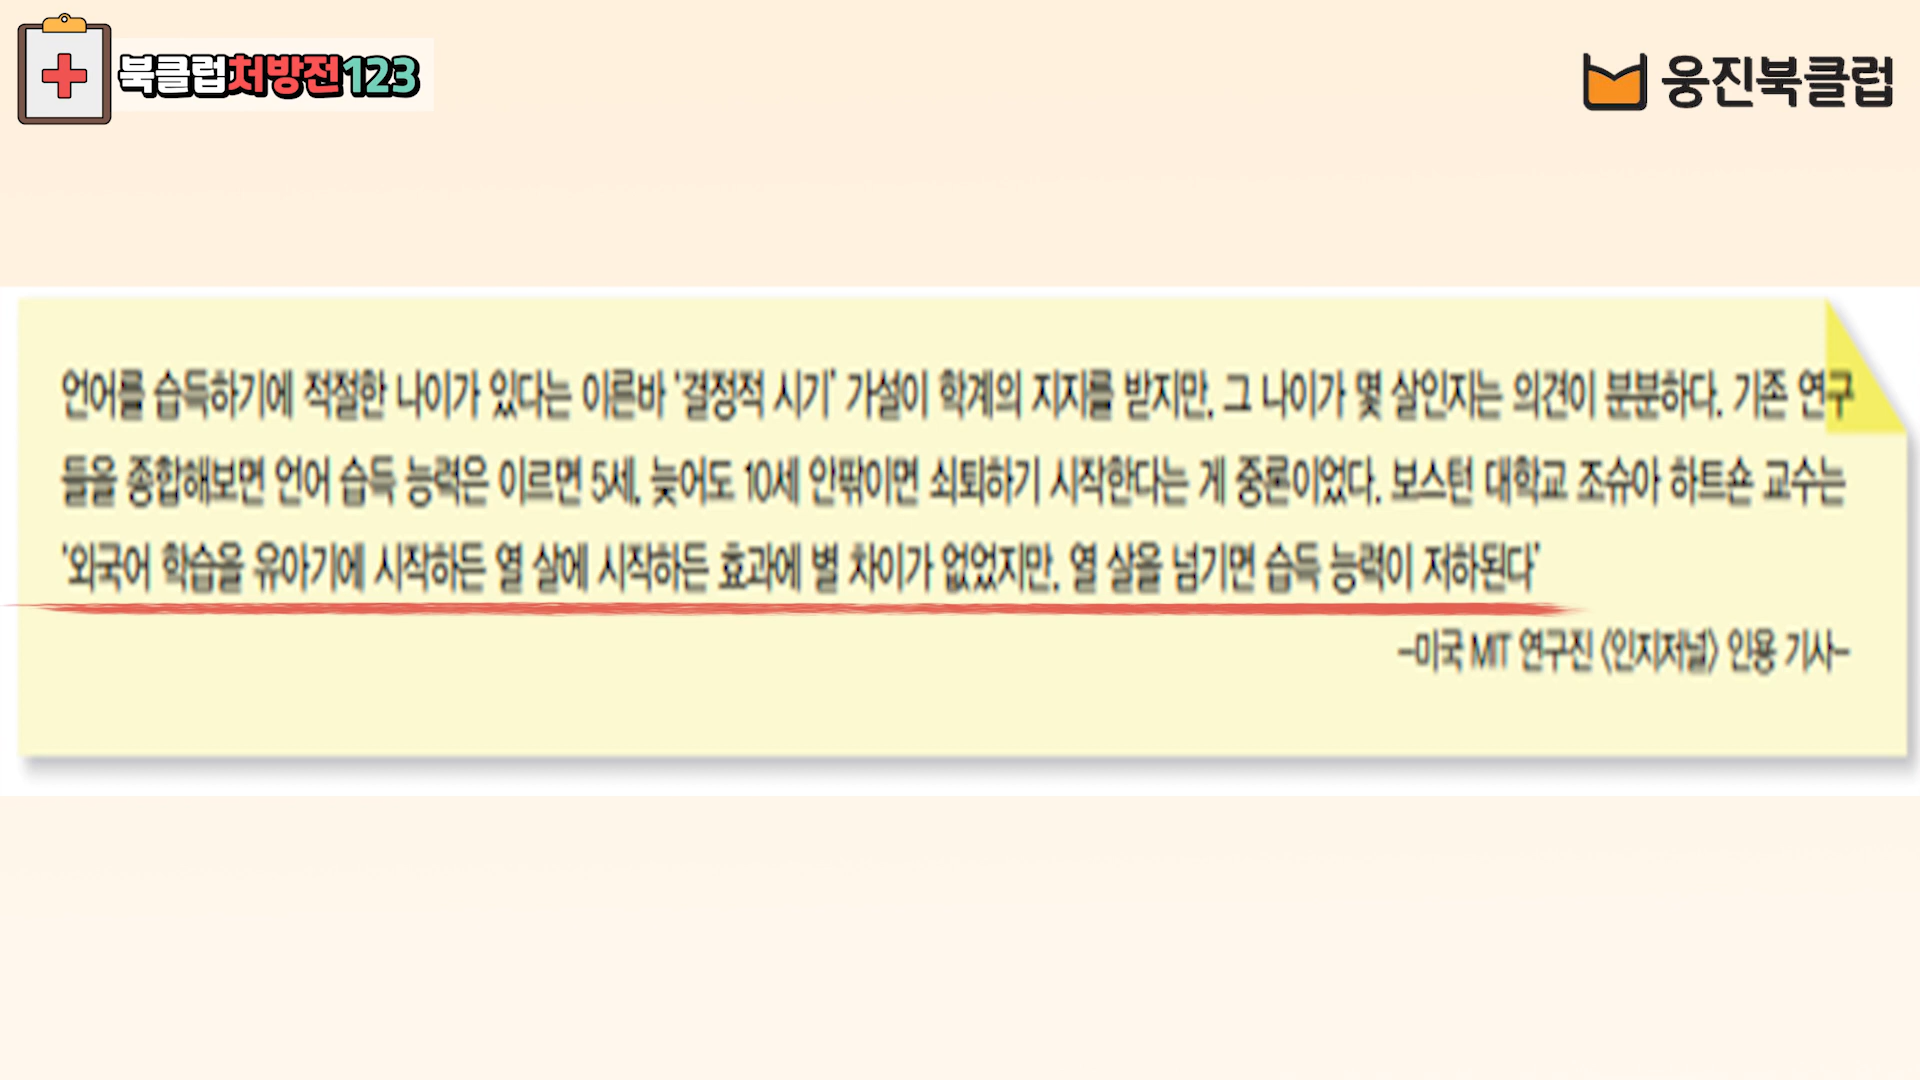 북클럽처방전123
웅진북클럽
언어를 습득하기에 적절한 나이가 있다는 이른바 '결정적 시기' 가설이 학계의 지지를 받지만, 그 나이가 몇 살인지는 의견이 분분하다. 기존 연구
들을 종합해보면 언어 습득 능력은 이르면 5세, 늦어도 10세 안팎이면 쇠퇴하기 시작한다는 게 중론이었다. 보스턴 대학교 조슈아 하트숀 교수는
'외국어 학습을 유아기에 시작하든 열 살에 시작하든 효과에 별 차이가 없었지만, 열 살을 넘기면 습득 능력이 저하된다'
-미국 MIT 연구진 <인지저널> 인용 기사-